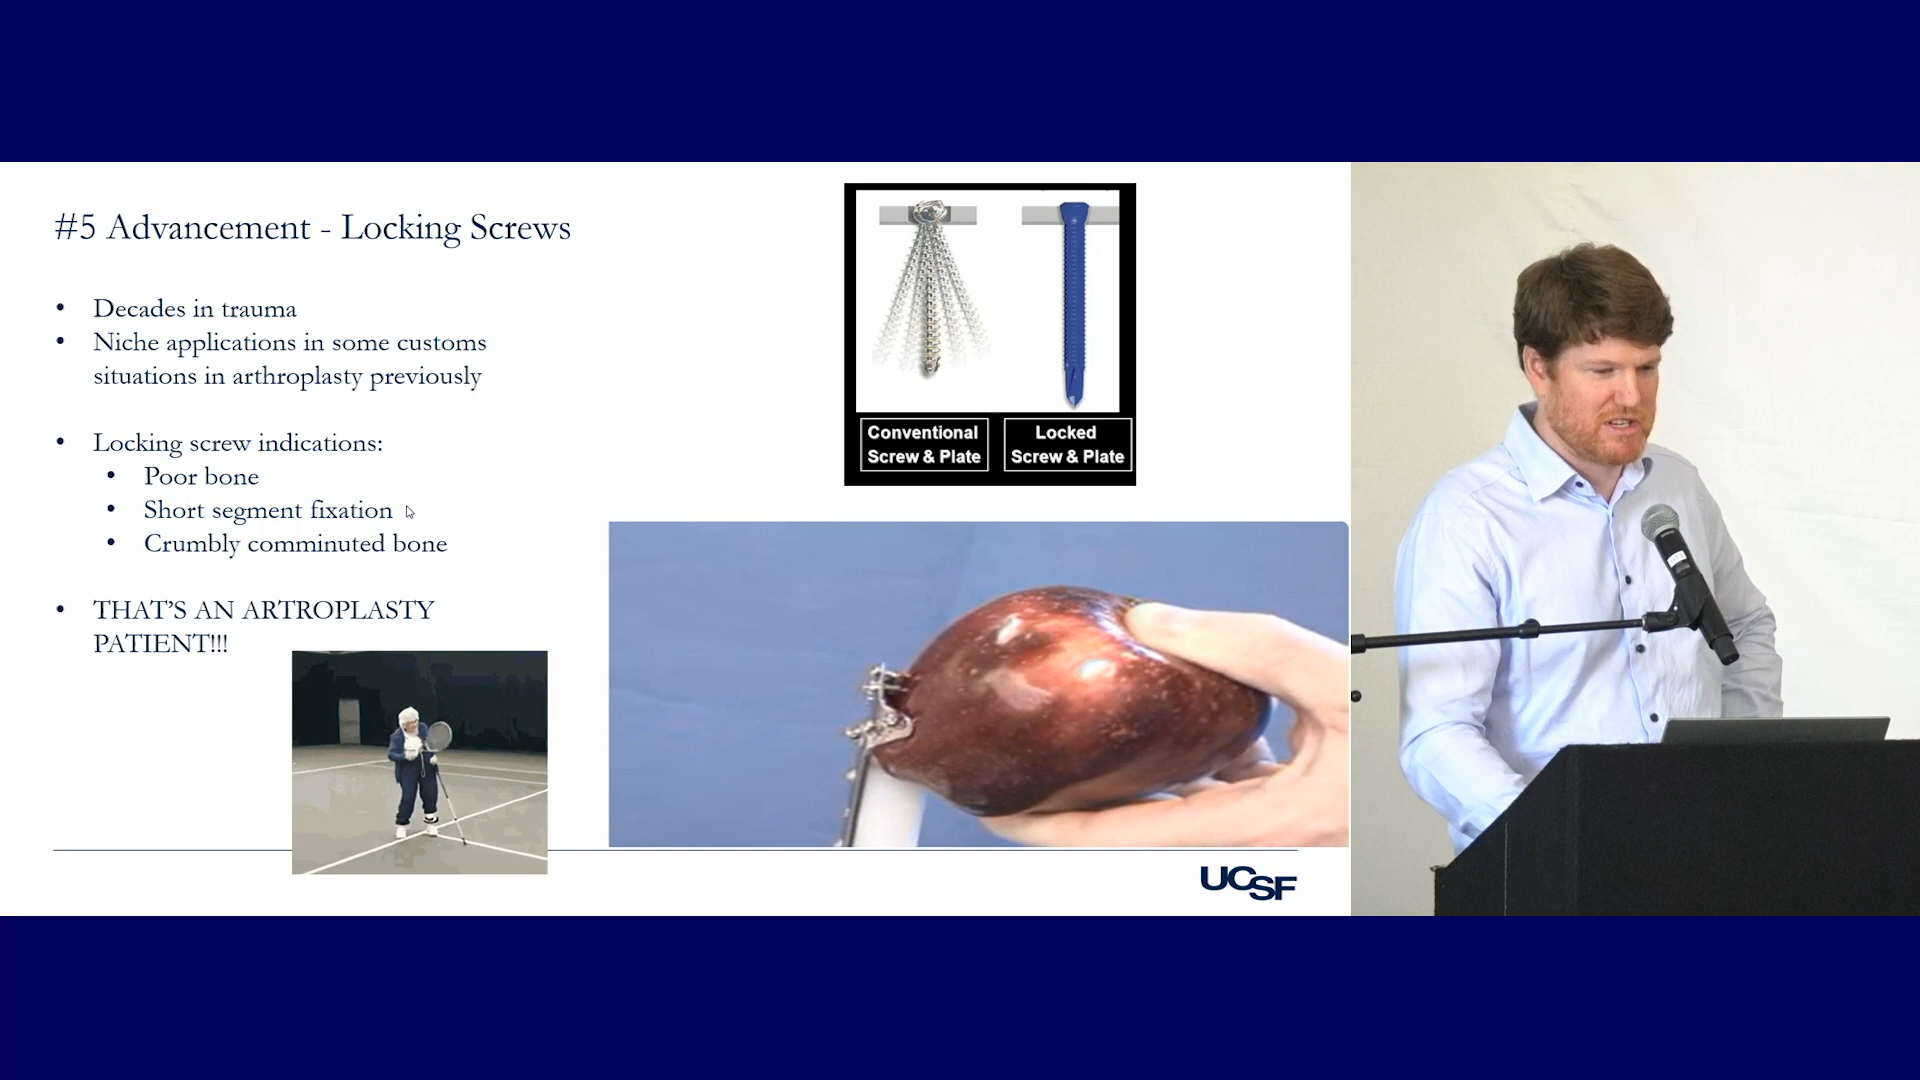 #5 Advancement - Locking Screws
• Decades in trauma
• Niche applications in some customs
situations in arthroplasty previously
• Locking screw indications:
• Poor bone
• Short segment fixation
• Crumbly comminuted bone
• THAT'S AN ARTROPLASTY
PATIENT!!!
Conventional
Screw & Plate
Locked
Screw & Plate
UCSF